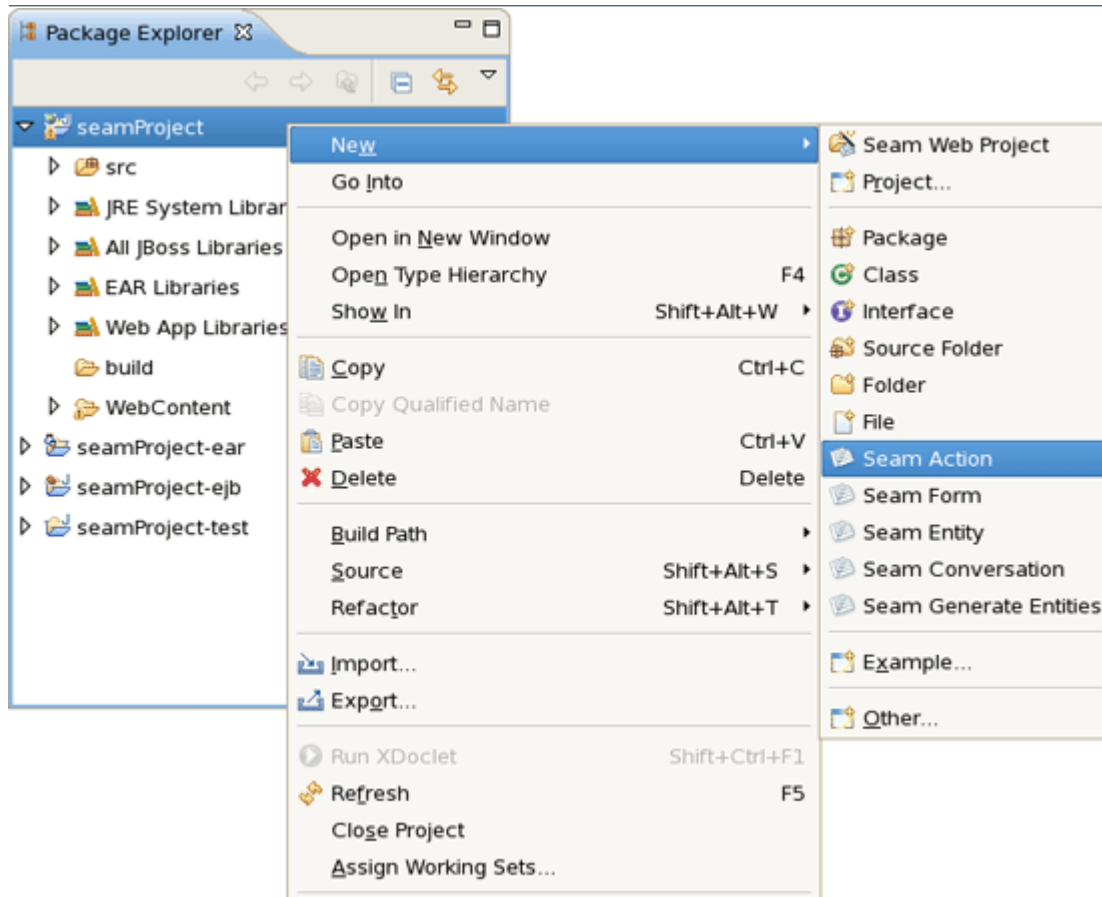 Package Explorer
seamProject
src
JRE System Librar
All JBoss Libraries
EAR Libraries
Web App Libraries
build
WebContent
seamProject-ear
seamProject-ejb
seamProject-test
New
Go Into
Open in New Window
Open Type Hierarchy F4
Show In Shift+Alt+W
Copy Ctrl+C
Copy Qualified Name
Paste Ctrl+V
Delete Delete
Build Path
Source Shift+Alt+S
Refactor Shift+Alt+T
Import...
Export...
Run XDoclet Shift+Ctrl+F1
Refresh F5
Close Project
Assign Working Sets...
Seam Web Project
Project...
Package
Class
Interface
Source Folder
Folder
File
Seam Action
Seam Form
Seam Entity
Seam Conversation
Seam Generate Entities
Example...
Other...